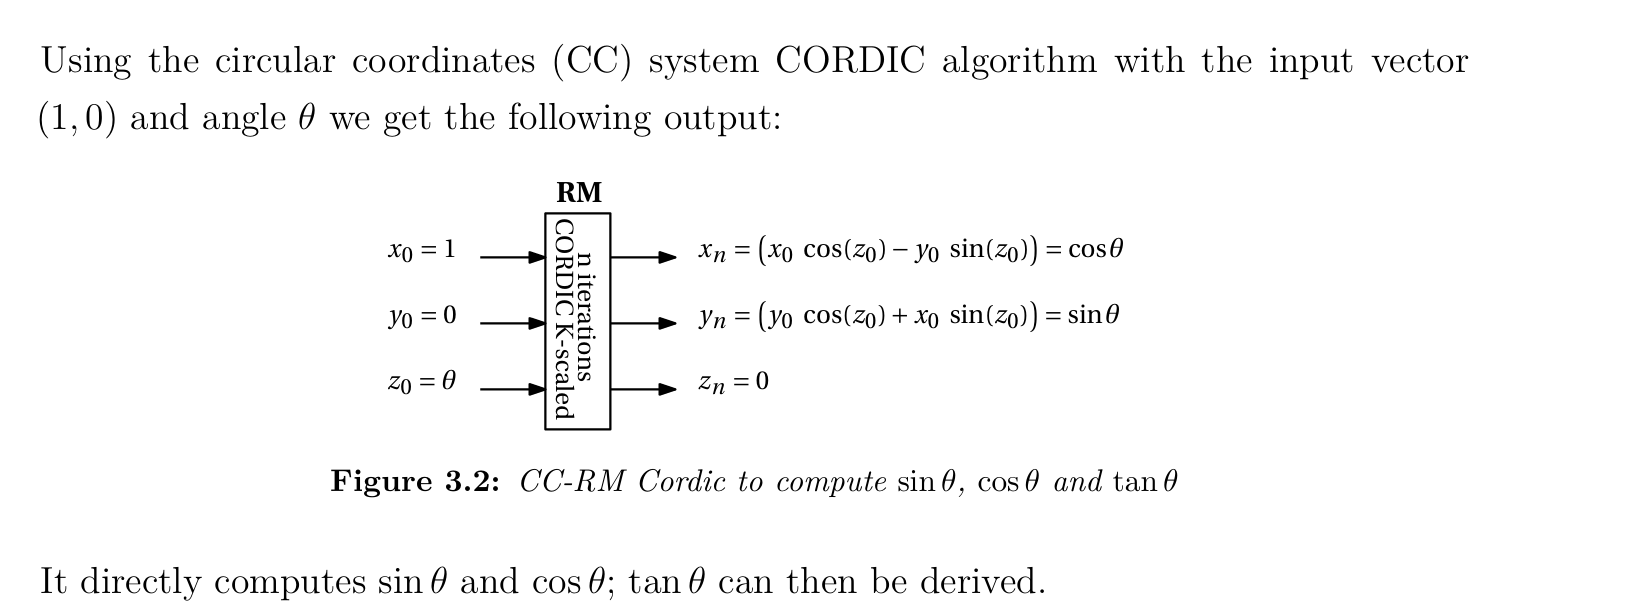 Using the circular coordinates (CC) system CORDIC algorithm with the input vector
(1, 0) and angle θ we get the following output:
RM
x₀ = 1
y₀ = 0
z₀ = θ
CORDIC K-scaled
n iterations
xₙ = (x₀ cos(z₀) − y₀ sin(z₀)) = cosθ
yₙ = (y₀ cos(z₀) + x₀ sin(z₀)) = sinθ
zₙ = 0
Figure 3.2: CC-RM Cordic to compute sin θ, cos θ and tan θ
It directly computes sin θ and cos θ; tan θ can then be derived.